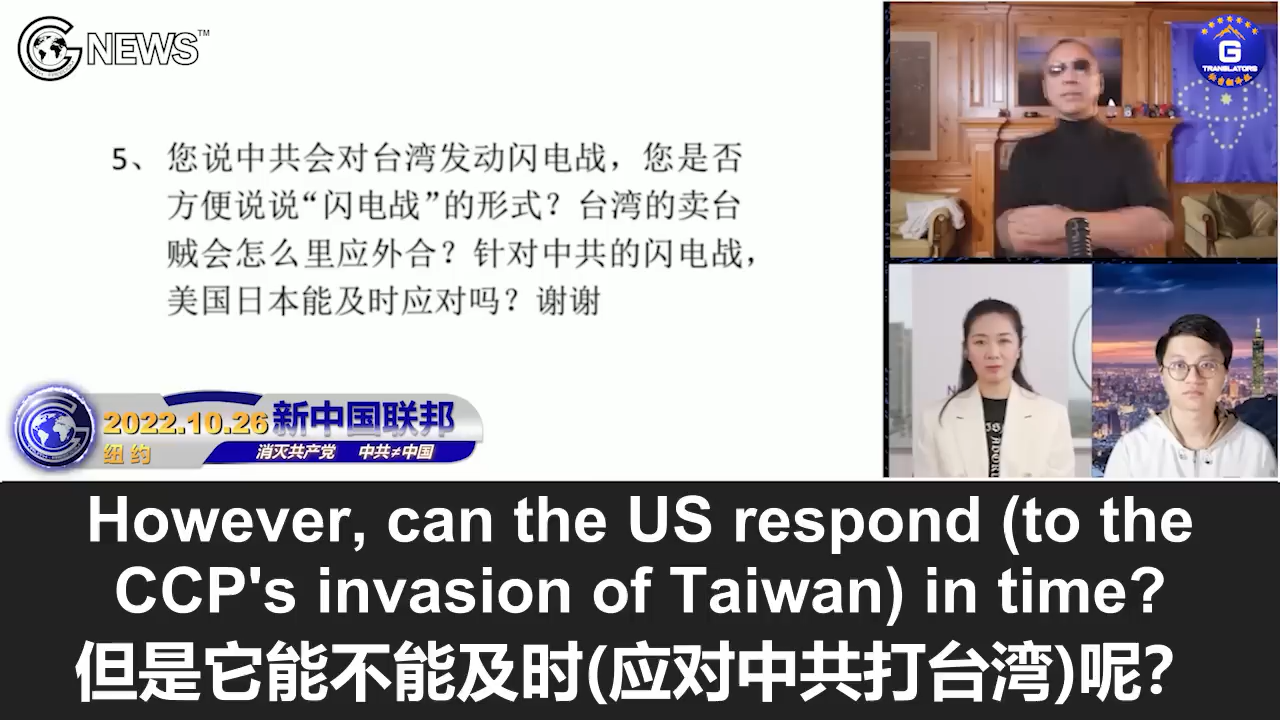 GNEWS™
G
TRANSLATORS
5、您说中共会对台湾发动闪电战，您是否
方便说说“闪电战”的形式？台湾的卖台
贼会怎么里应外合？针对中共的闪电战，
美国日本能及时应对吗？谢谢
2022.10.26 新中国联邦
纽约 消灭共产党 中共≠中国
However, can the US respond (to the
CCP's invasion of Taiwan) in time?
但是它能不能及时(应对中共打台湾)呢?